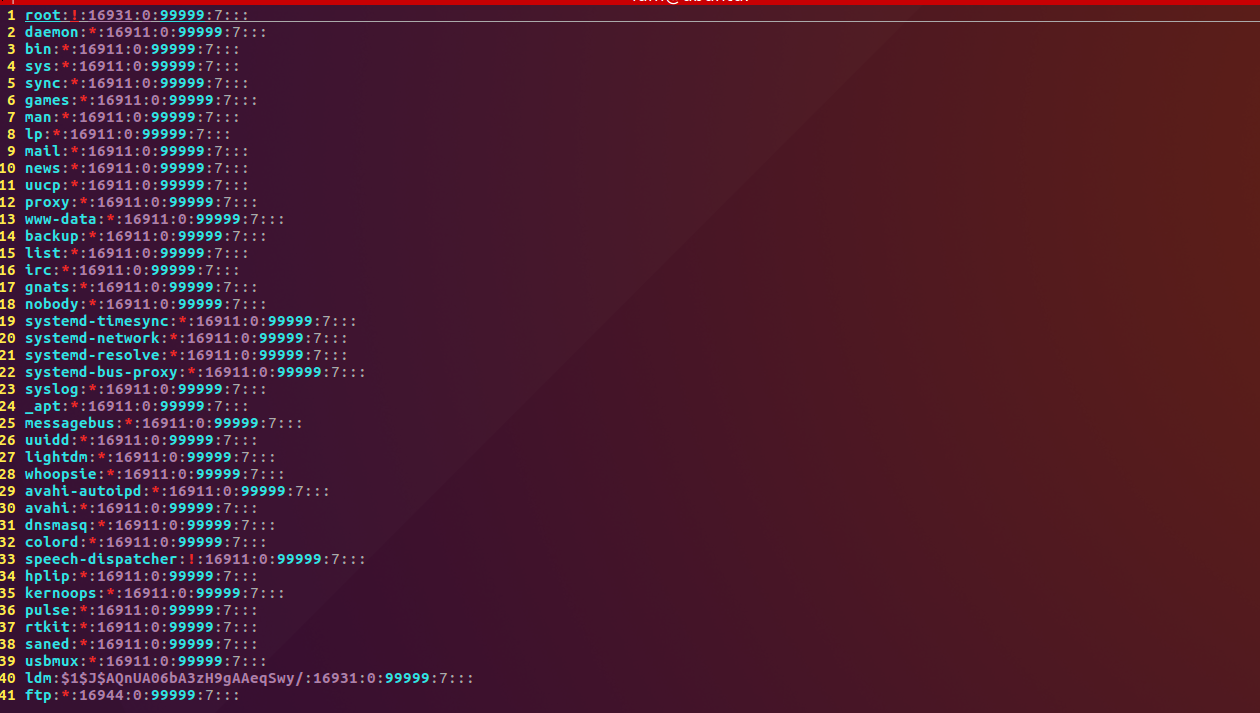 1 root:!:16931:0:99999:7:::
2 daemon:*:16911:0:99999:7:::
3 bin:*:16911:0:99999:7:::
4 sys:*:16911:0:99999:7:::
5 sync:*:16911:0:99999:7:::
6 games:*:16911:0:99999:7:::
7 man:*:16911:0:99999:7:::
8 lp:*:16911:0:99999:7:::
9 mail:*:16911:0:99999:7:::
10 news:*:16911:0:99999:7:::
11 uucp:*:16911:0:99999:7:::
12 proxy:*:16911:0:99999:7:::
13 www-data:*:16911:0:99999:7:::
14 backup:*:16911:0:99999:7:::
15 list:*:16911:0:99999:7:::
16 irc:*:16911:0:99999:7:::
17 gnats:*:16911:0:99999:7:::
18 nobody:*:16911:0:99999:7:::
19 systemd-timesync:*:16911:0:99999:7:::
20 systemd-network:*:16911:0:99999:7:::
21 systemd-resolve:*:16911:0:99999:7:::
22 systemd-bus-proxy:*:16911:0:99999:7:::
23 syslog:*:16911:0:99999:7:::
24 _apt:*:16911:0:99999:7:::
25 messagebus:*:16911:0:99999:7:::
26 uuidd:*:16911:0:99999:7:::
27 lightdm:*:16911:0:99999:7:::
28 whoopsie:*:16911:0:99999:7:::
29 avahi-autoipd:*:16911:0:99999:7:::
30 avahi:*:16911:0:99999:7:::
31 dnsmasq:*:16911:0:99999:7:::
32 colord:*:16911:0:99999:7:::
33 speech-dispatcher:!:16911:0:99999:7:::
34 hplip:*:16911:0:99999:7:::
35 kernoops:*:16911:0:99999:7:::
36 pulse:*:16911:0:99999:7:::
37 rtkit:*:16911:0:99999:7:::
38 saned:*:16911:0:99999:7:::
39 usbmux:*:16911:0:99999:7:::
40 ldm:$1$J$AQnUA06bA3zH9gAAeqSwy/:16931:0:99999:7:::
41 ftp:*:16944:0:99999:7:::